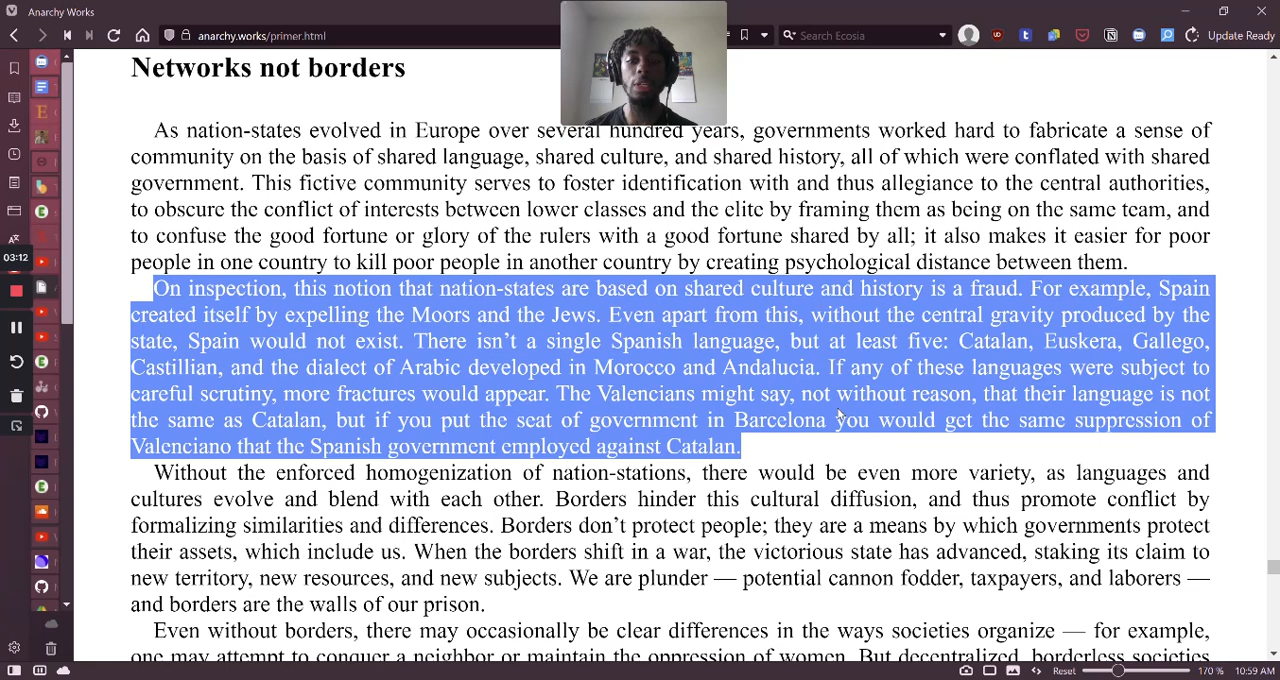 Anarchy Works
anarchy.works/primer.html
Search Ecosia
Update Ready
Networks not borders
As nation-states evolved in Europe over several hundred years, governments worked hard to fabricate a sense of
community on the basis of shared language, shared culture, and shared history, all of which were conflated with shared
government. This fictive community serves to foster identification with and thus allegiance to the central authorities,
to obscure the conflict of interests between lower classes and the elite by framing them as being on the same team, and
to confuse the good fortune or glory of the rulers with a good fortune shared by all; it also makes it easier for poor
people in one country to kill poor people in another country by creating psychological distance between them.
On inspection, this notion that nation-states are based on shared culture and history is a fraud. For example, Spain
created itself by expelling the Moors and the Jews. Even apart from this, without the central gravity produced by the
state, Spain would not exist. There isn’t a single Spanish language, but at least five: Catalan, Euskera, Gallego,
Castillian, and the dialect of Arabic developed in Morocco and Andalucia. If any of these languages were subject to
careful scrutiny, more fractures would appear. The Valencians might say, not without reason, that their language is not
the same as Catalan, but if you put the seat of government in Barcelona you would get the same suppression of
Valenciano that the Spanish government employed against Catalan.
Without the enforced homogenization of nation-stations, there would be even more variety, as languages and
cultures evolve and blend with each other. Borders hinder this cultural diffusion, and thus promote conflict by
formalizing similarities and differences. Borders don’t protect people; they are a means by which governments protect
their assets, which include us. When the borders shift in a war, the victorious state has advanced, staking its claim to
new territory, new resources, and new subjects. We are plunder — potential cannon fodder, taxpayers, and laborers —
and borders are the walls of our prison.
Even without borders, there may occasionally be clear differences in the ways societies organize — for example,
one may attempt to conquer a neighbor or maintain the oppression of women. But decentralized, borderless societies
03:12
Reset
170 %
10:59 AM